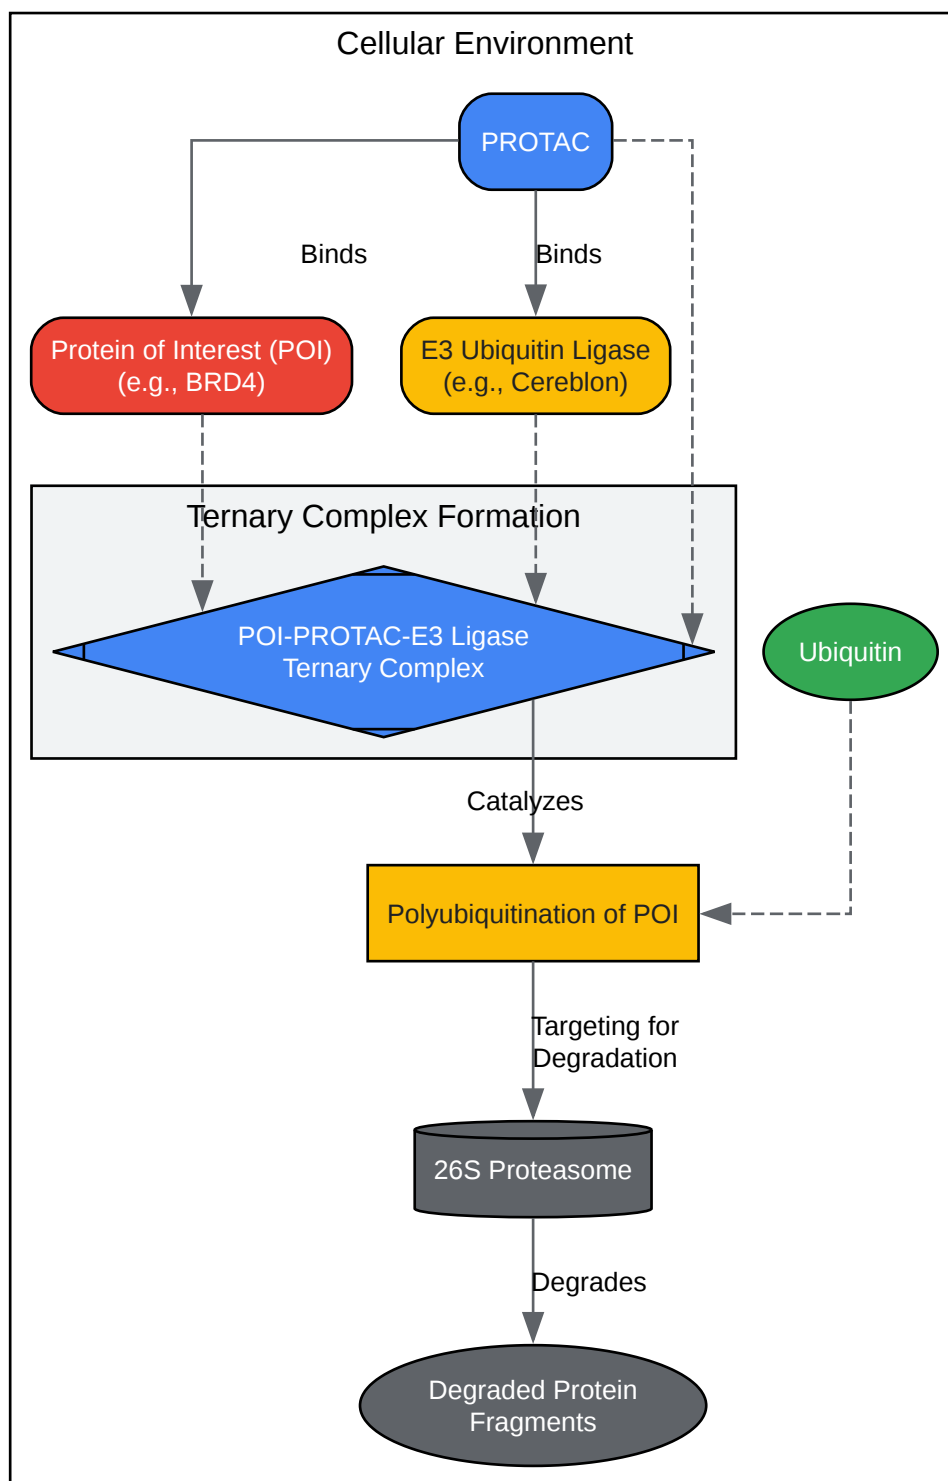 Cellular Environment
PROTAC
Binds
Binds
Protein of Interest (POI)
(e.g., BRD4)
E3 Ubiquitin Ligase
(e.g., Cereblon)
Ternary Complex Formation
POI-PROTAC-E3 Ligase
Ternary Complex
Ubiquitin
Catalyzes
Polyubiquitination of POI
Targeting for
Degradation
26S Proteasome
Degrades
Degraded Protein
Fragments